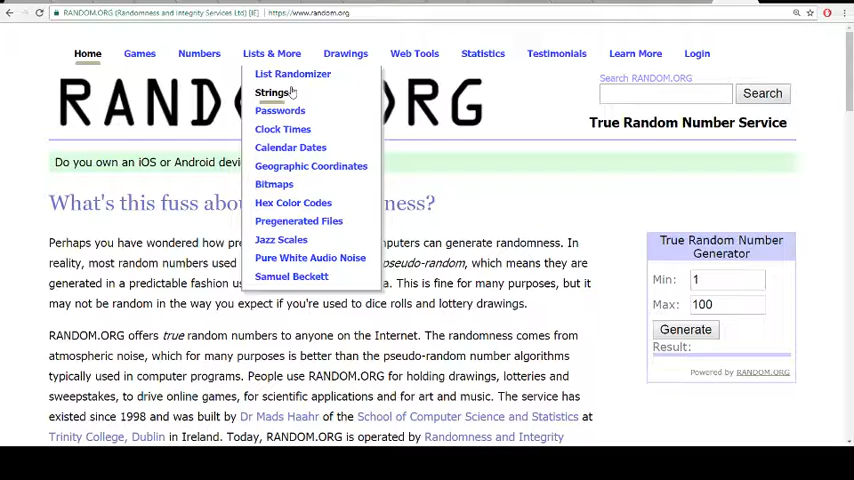 RANDOM.ORG (Randomness and Integrity Services Ltd) [IE] https://www.random.org
Home Games Numbers Lists & More Drawings Web Tools Statistics Testimonials Learn More Login
List Randomizer
Strings
Passwords
Clock Times
Calendar Dates
Geographic Coordinates
Bitmaps
Hex Color Codes
Pregenerated Files
Jazz Scales
Pure White Audio Noise
Samuel Beckett
Search RANDOM.ORG
Search
True Random Number Service
Do you own an iOS or Android devi
What's this fuss abo ness?
Perhaps you have wondered how pre puters can generate randomness. In
reality, most random numbers used pseudo-random, which means they are
generated in a predictable fashion a. This is fine for many purposes, but it
may not be random in the way you expect if you're used to dice rolls and lottery drawings.
RANDOM.ORG offers true random numbers to anyone on the Internet. The randomness comes from
atmospheric noise, which for many purposes is better than the pseudo-random number algorithms
typically used in computer programs. People use RANDOM.ORG for holding drawings, lotteries and
sweepstakes, to drive online games, for scientific applications and for art and music. The service has
existed since 1998 and was built by Dr Mads Haahr of the School of Computer Science and Statistics at
Trinity College, Dublin in Ireland. Today, RANDOM.ORG is operated by Randomness and Integrity
True Random Number
Generator
Min: 1
Max: 100
Generate
Result:
Powered by RANDOM.ORG